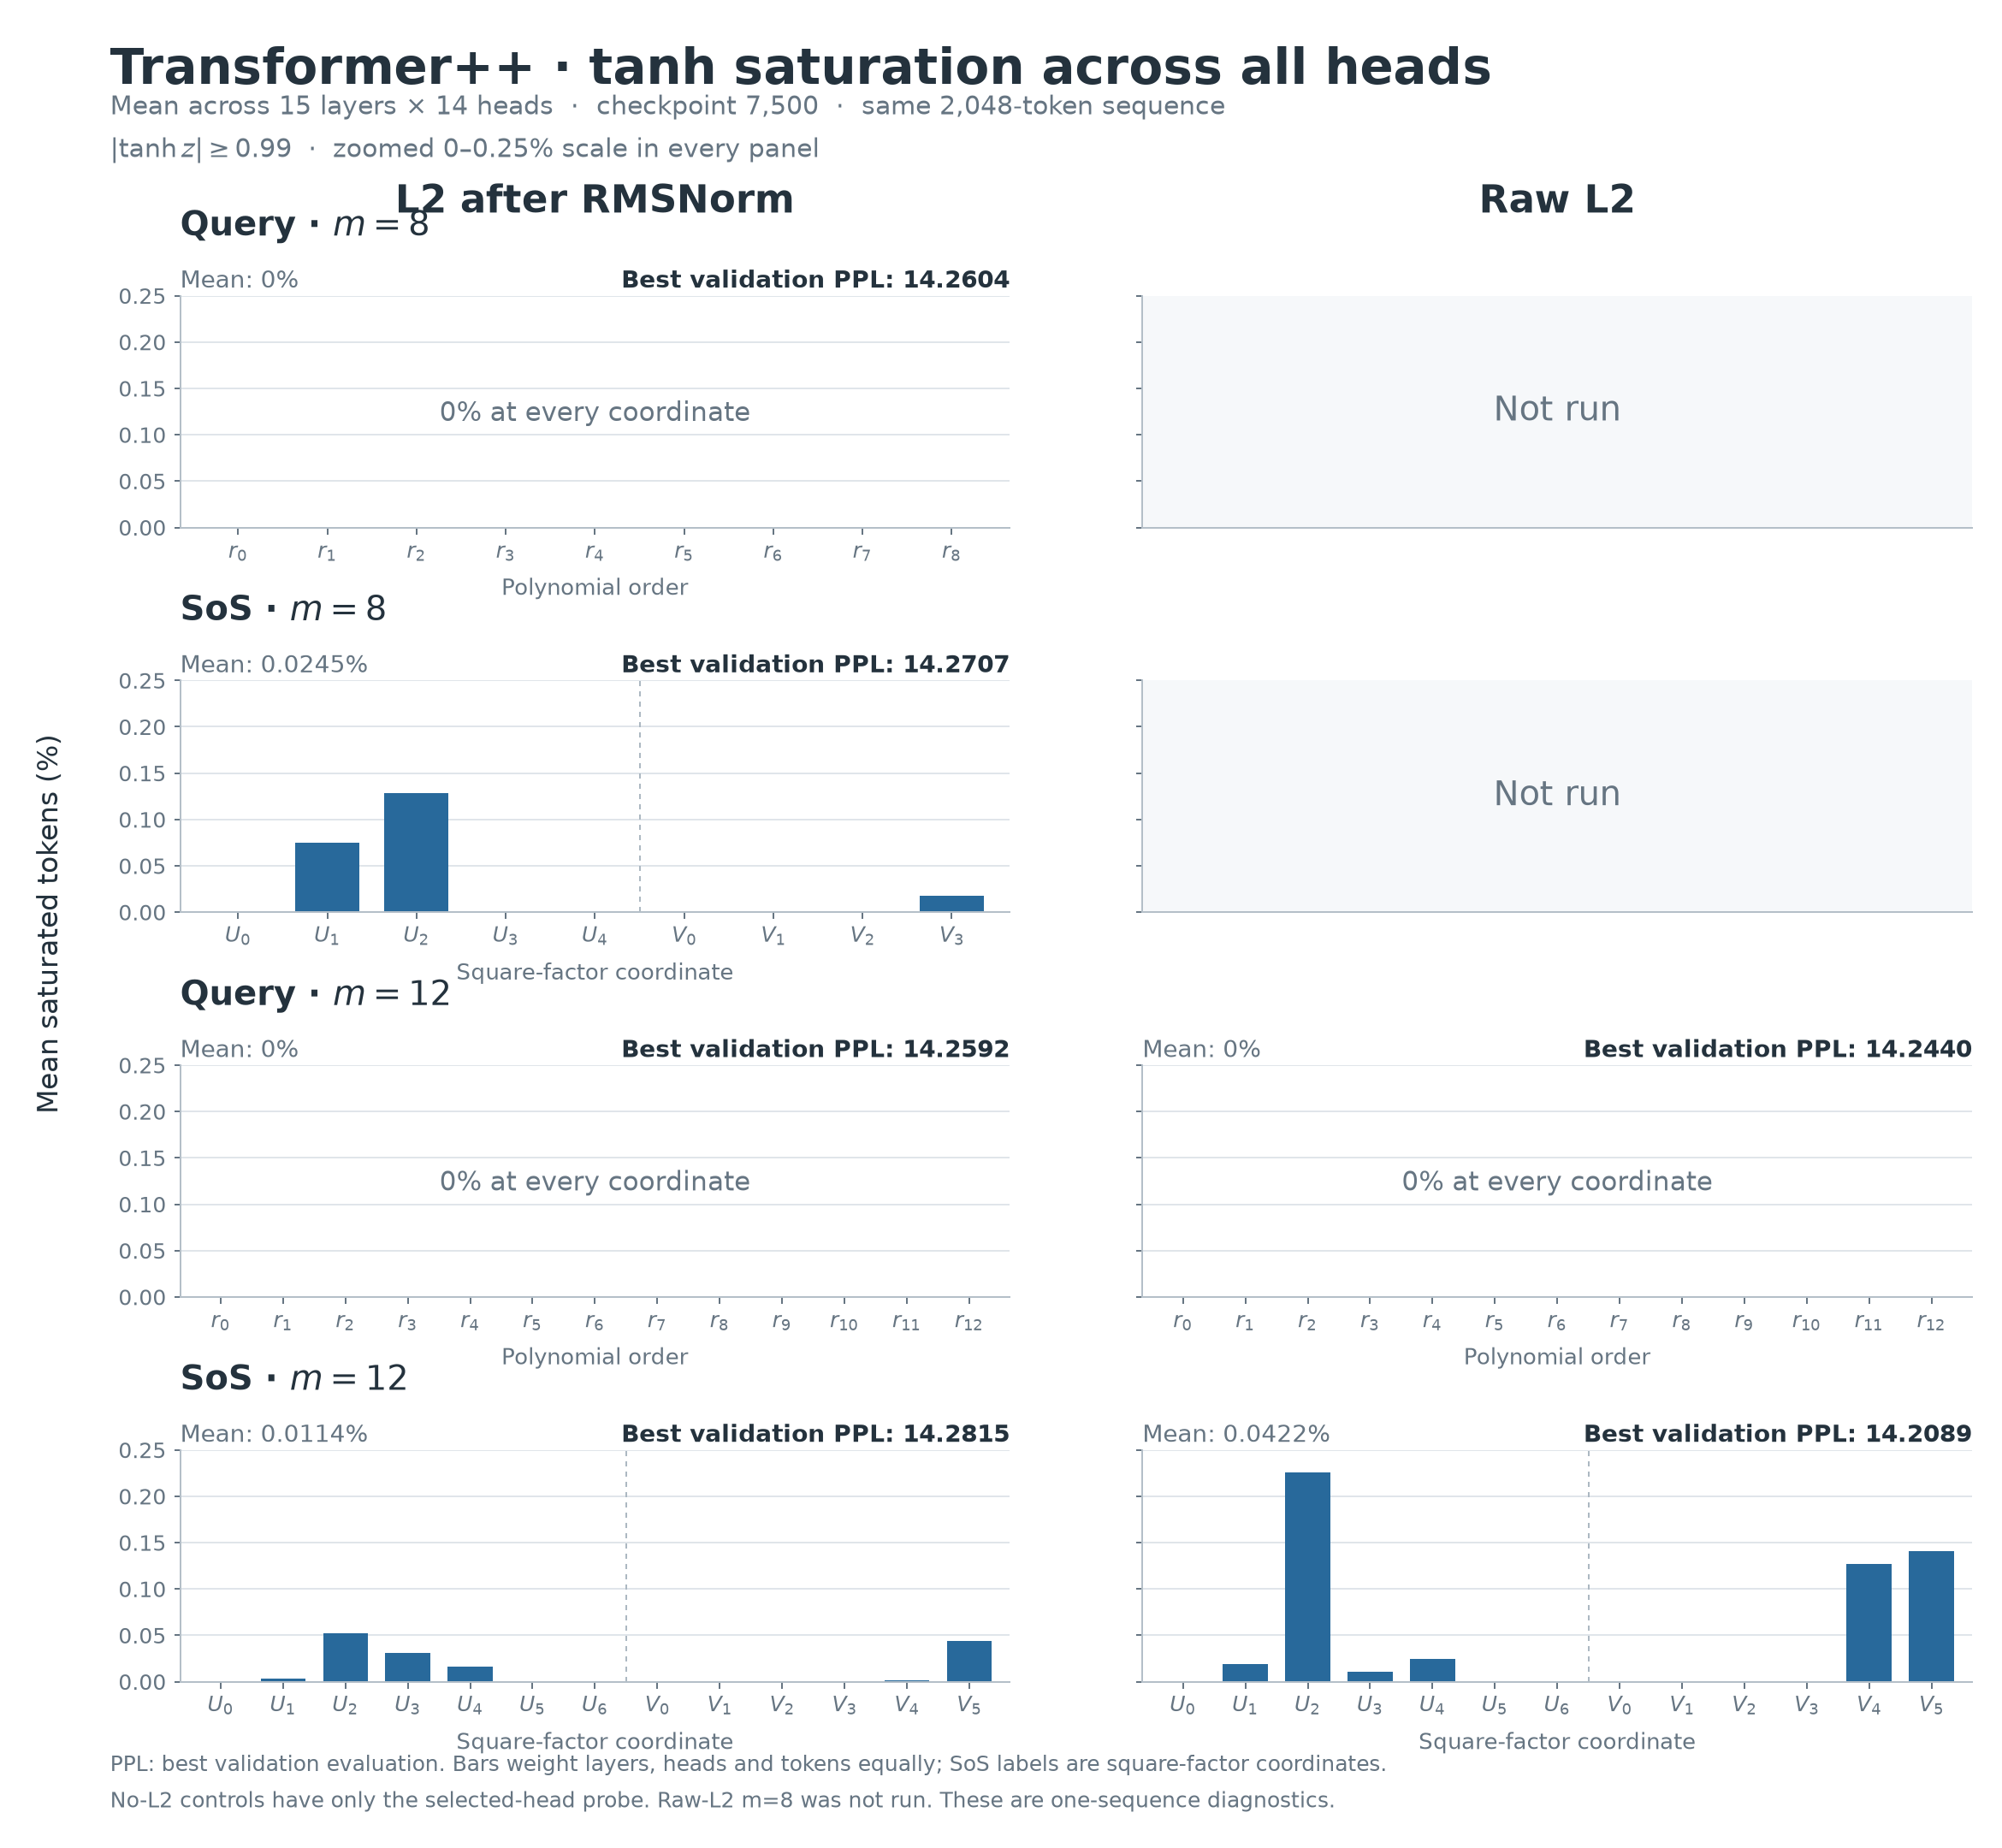 Transformer++ · tanh saturation across all heads
Mean across 15 layers × 14 heads · checkpoint 7,500 · same 2,048-token sequence
|tanh z| ≥ 0.99 · zoomed 0–0.25% scale in every panel
L2 after RMSNorm
Raw L2
Mean saturated tokens (%)
Query · m = 8
Mean: 0%
Best validation PPL: 14.2604
0.25
0.20
0.15
0.10
0.05
0.00
0% at every coordinate
r₀ r₁ r₂ r₃ r₄ r₅ r₆ r₇ r₈
Polynomial order
Not run
SoS · m = 8
Mean: 0.0245%
Best validation PPL: 14.2707
0.25
0.20
0.15
0.10
0.05
0.00
U₀ U₁ U₂ U₃ U₄ V₀ V₁ V₂ V₃
Square-factor coordinate
Not run
Query · m = 12
Mean: 0%
Best validation PPL: 14.2592
0.25
0.20
0.15
0.10
0.05
0.00
0% at every coordinate
r₀ r₁ r₂ r₃ r₄ r₅ r₆ r₇ r₈ r₉ r₁₀ r₁₁ r₁₂
Polynomial order
Mean: 0%
Best validation PPL: 14.2440
0% at every coordinate
r₀ r₁ r₂ r₃ r₄ r₅ r₆ r₇ r₈ r₉ r₁₀ r₁₁ r₁₂
Polynomial order
SoS · m = 12
Mean: 0.0114%
Best validation PPL: 14.2815
0.25
0.20
0.15
0.10
0.05
0.00
U₀ U₁ U₂ U₃ U₄ U₅ U₆ V₀ V₁ V₂ V₃ V₄ V₅
Square-factor coordinate
Mean: 0.0422%
Best validation PPL: 14.2089
U₀ U₁ U₂ U₃ U₄ U₅ U₆ V₀ V₁ V₂ V₃ V₄ V₅
Square-factor coordinate
PPL: best validation evaluation. Bars weight layers, heads and tokens equally; SoS labels are square-factor coordinates.
No-L2 controls have only the selected-head probe. Raw-L2 m=8 was not run. These are one-sequence diagnostics.